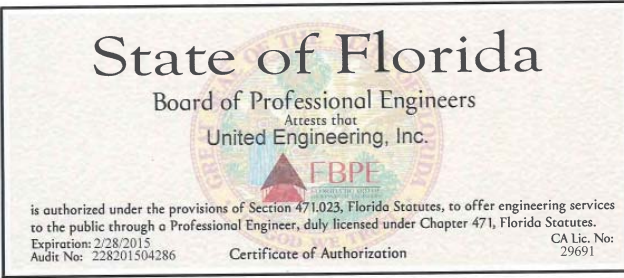 State of Florida
Board of Professional Engineers
Attests that
United Engineering, Inc.
FBPE
is authorized under the provisions of Section 471.023, Florida Statutes, to offer engineering services
to the public through a Professional Engineer, duly licensed under Chapter 471, Florida Statutes.
Expiration: 2/28/2015
Audit No: 228201504286
Certificate of Authorization
CA Lic. No:
29691